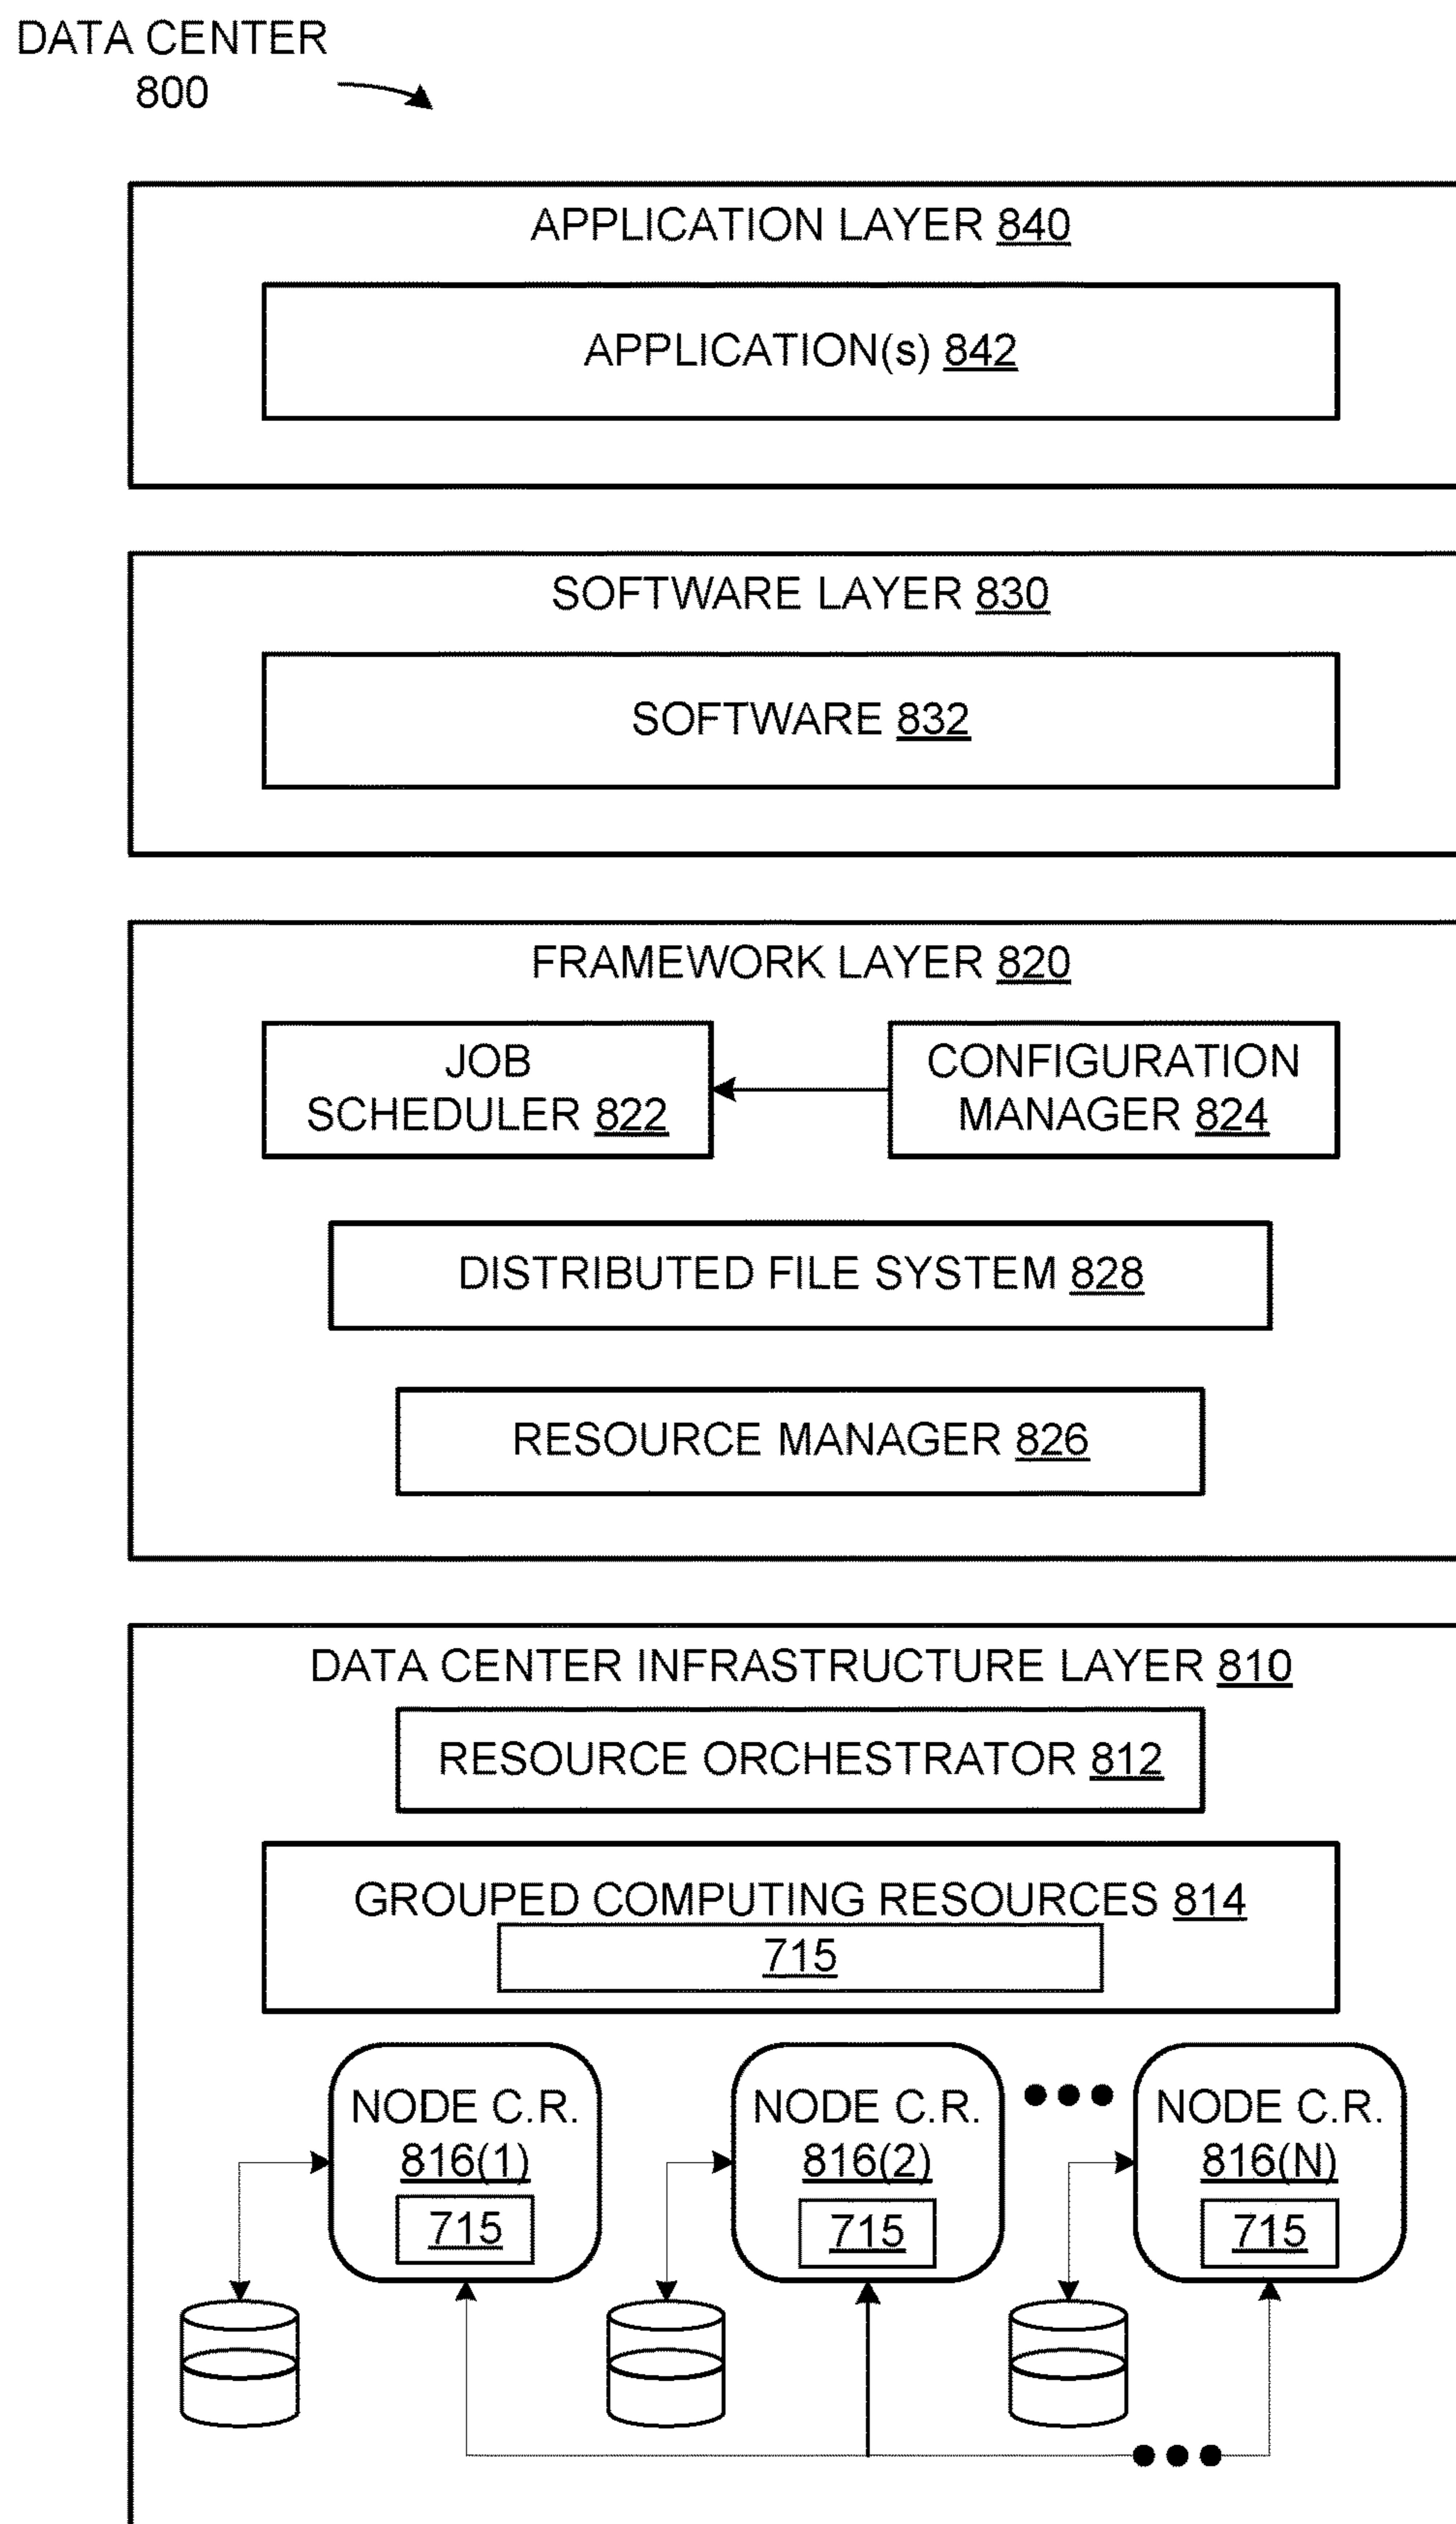 DATA CENTER
800
APPLICATION LAYER 840
APPLICATION(s) 842
SOFTWARE LAYER 830
SOFTWARE 832
FRAMEWORK LAYER 820
JOB
SCHEDULER 822
CONFIGURATION
MANAGER 824
DISTRIBUTED FILE SYSTEM 828
RESOURCE MANAGER 826
DATA CENTER INFRASTRUCTURE LAYER 810
RESOURCE ORCHESTRATOR 812
GROUPED COMPUTING RESOURCES 814
715
NODE C.R.
816(1)
715
NODE C.R.
816(2)
715
NODE C.R.
816(N)
715